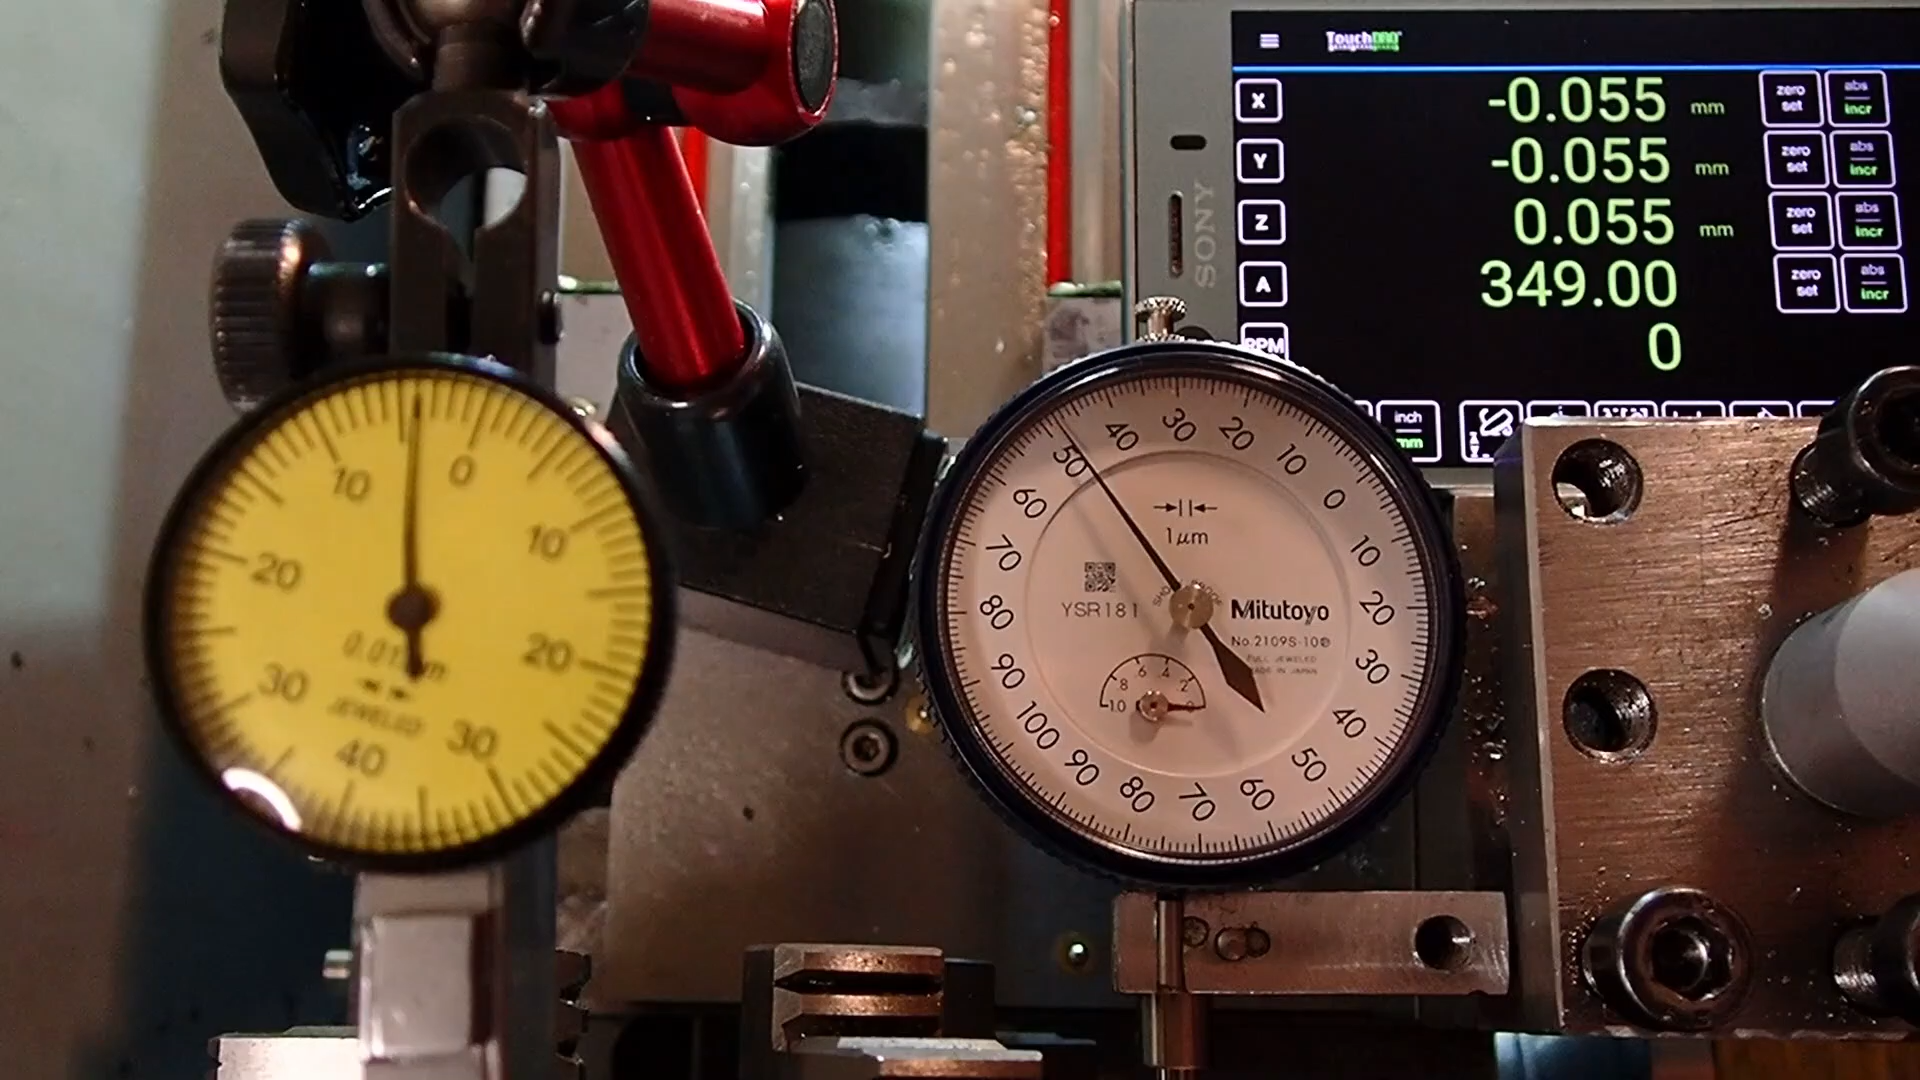 TouchDRO
X -0.055 mm zero set abs incr
Y -0.055 mm zero set abs incr
Z 0.055 mm zero set abs incr
A 349.00 zero set abs incr
RPM 0
inch mm
SONY
0 10 20 30 40 30 20 10
0.01
JEWELED
0 10 20 30 40 50 60 70 80 90 100 90 80 70 60 50 40 30 20 10
1μm
YSR181
Mitutoyo
No.2109S-10
FULL JEWELED
MADE IN JAPAN
.6 .4
.8 .2
1.0 0